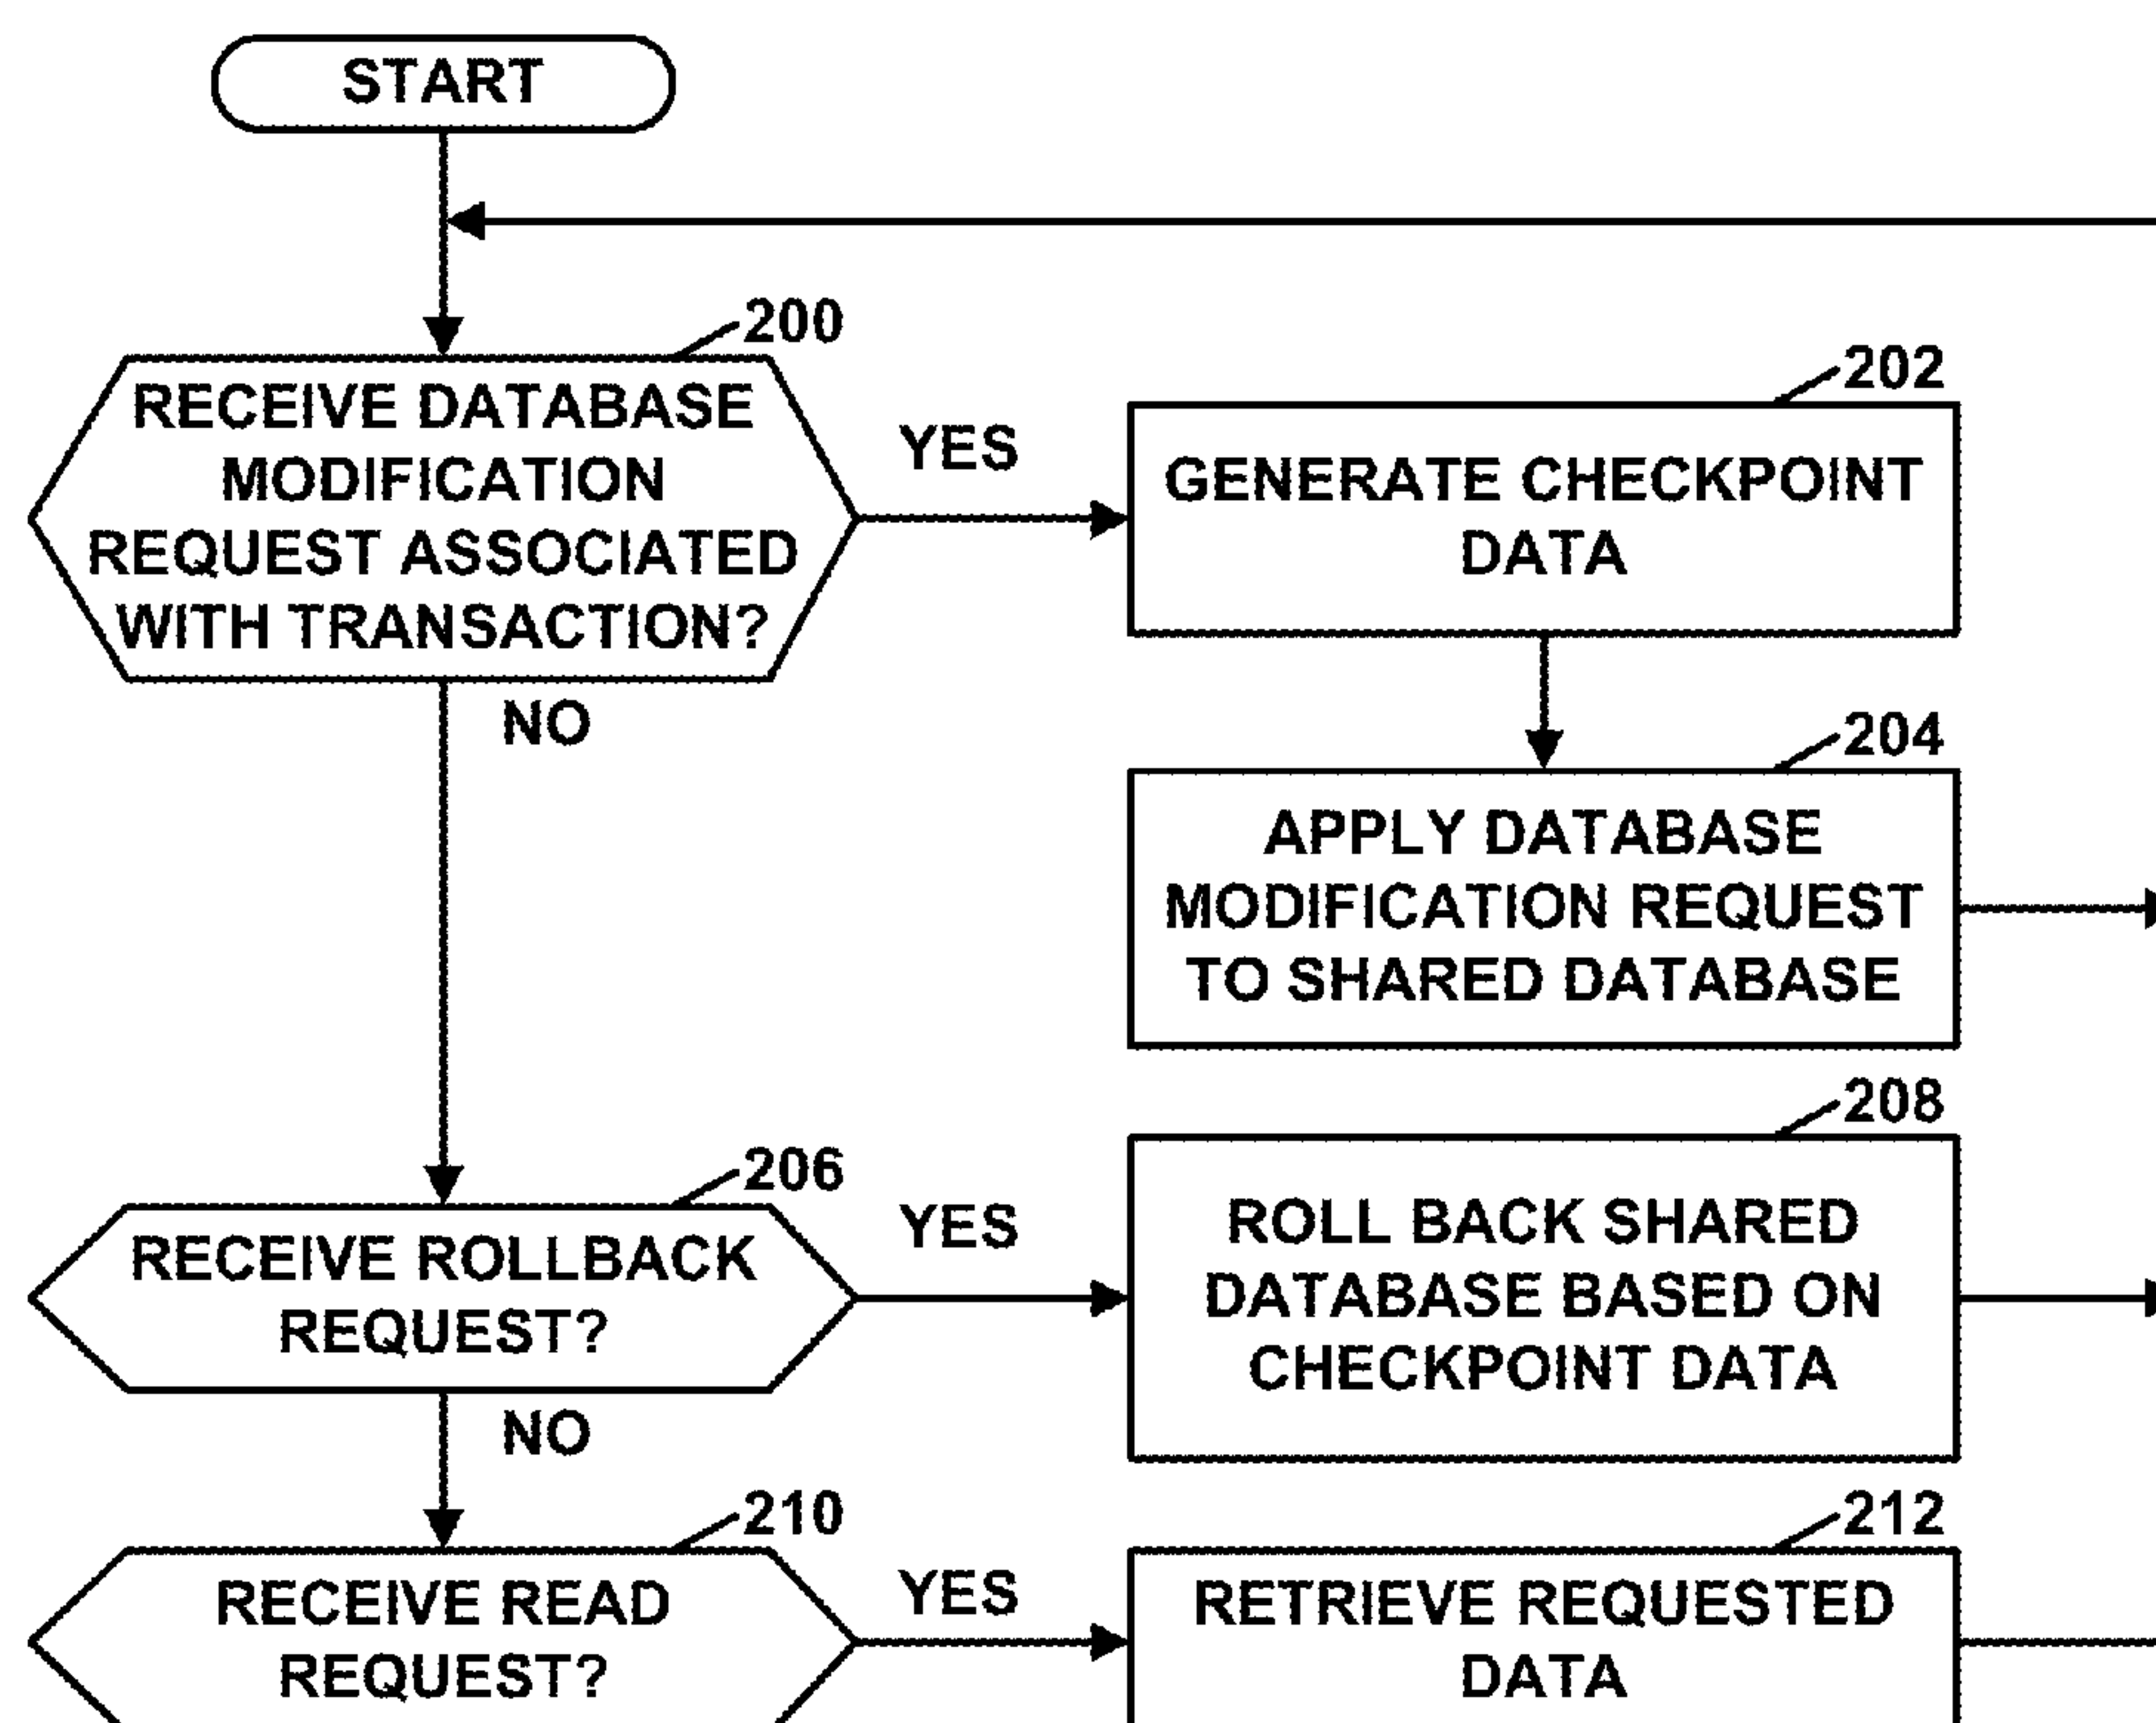 START
200
RECEIVE DATABASE
MODIFICATION
REQUEST ASSOCIATED
WITH TRANSACTION?
YES
NO
202
GENERATE CHECKPOINT
DATA
204
APPLY DATABASE
MODIFICATION REQUEST
TO SHARED DATABASE
206
RECEIVE ROLLBACK
REQUEST?
YES
NO
208
ROLL BACK SHARED
DATABASE BASED ON
CHECKPOINT DATA
210
RECEIVE READ
REQUEST?
YES
212
RETRIEVE REQUESTED
DATA